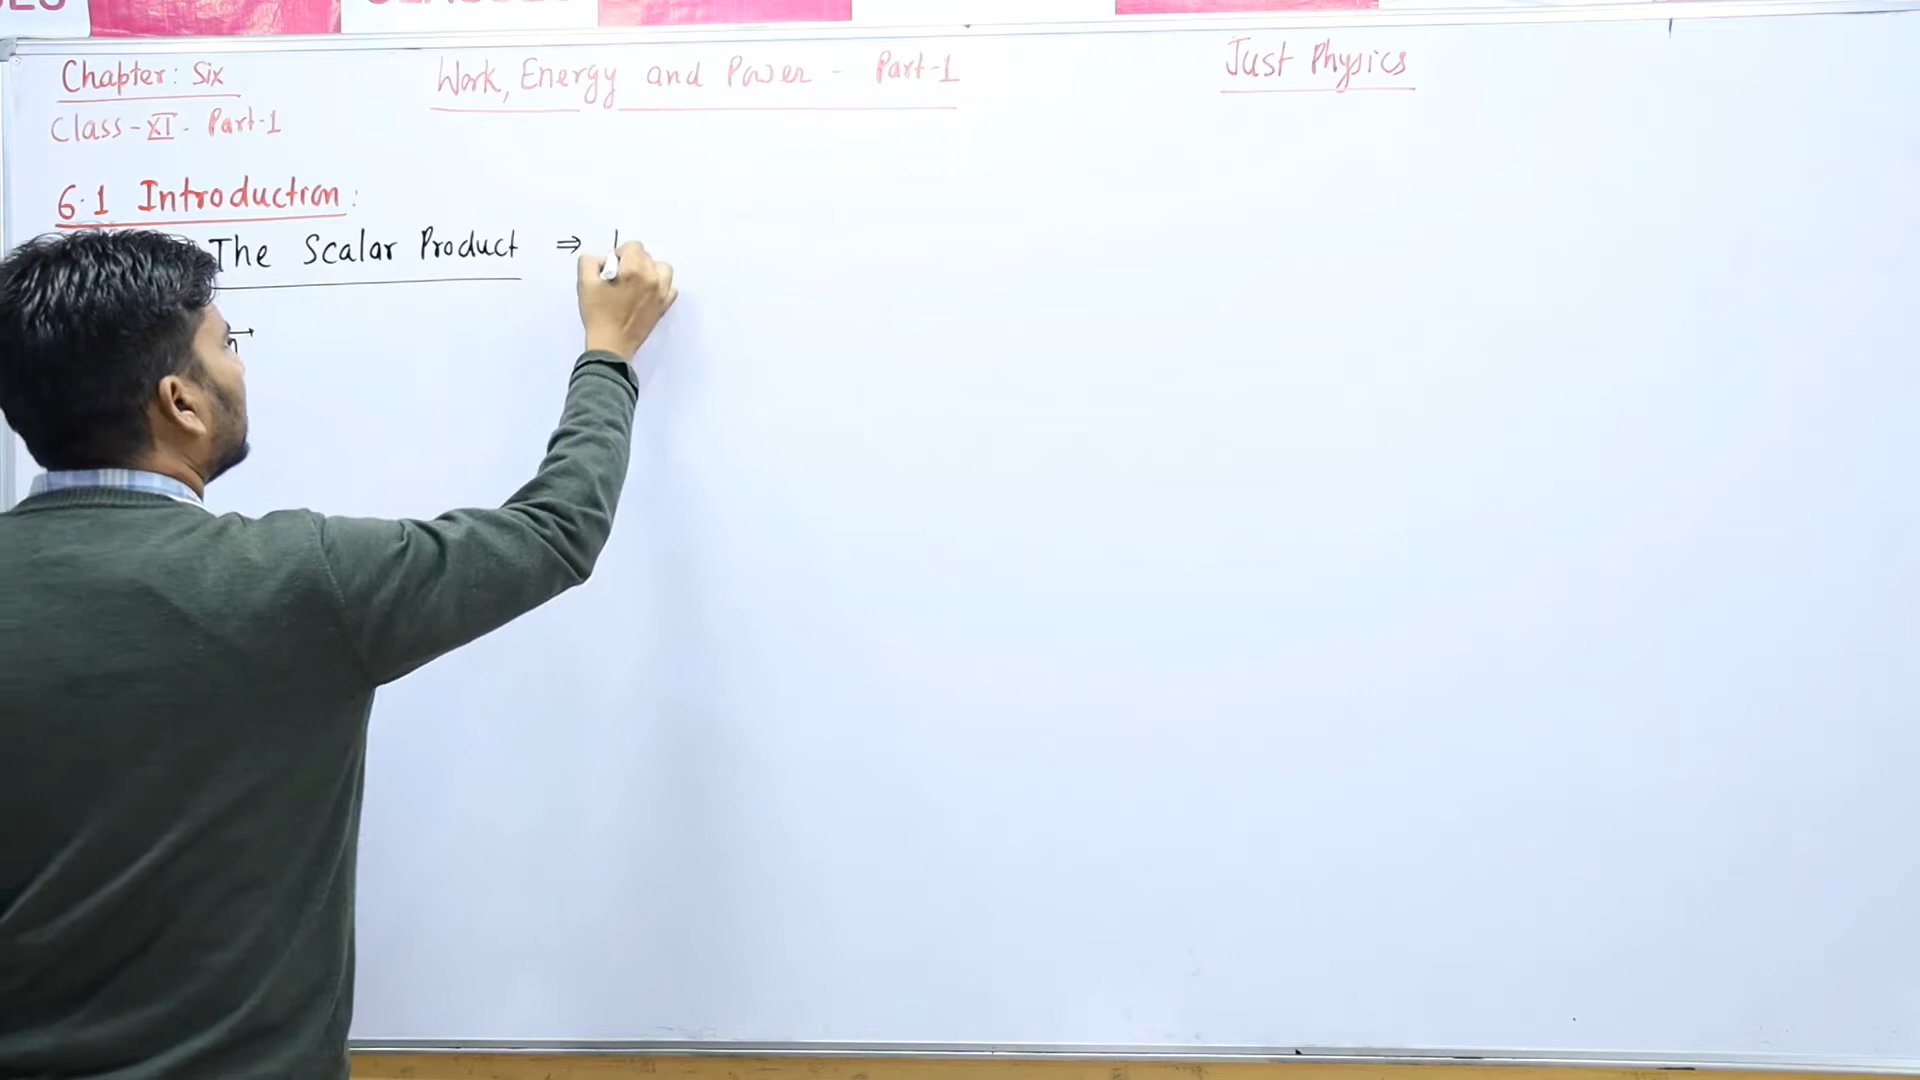 Chapter: Six
Work, Energy and Power - Part-1
Just Physics
Class-XI- Part-1
6.1 Introduction:
The Scalar Product ⇒